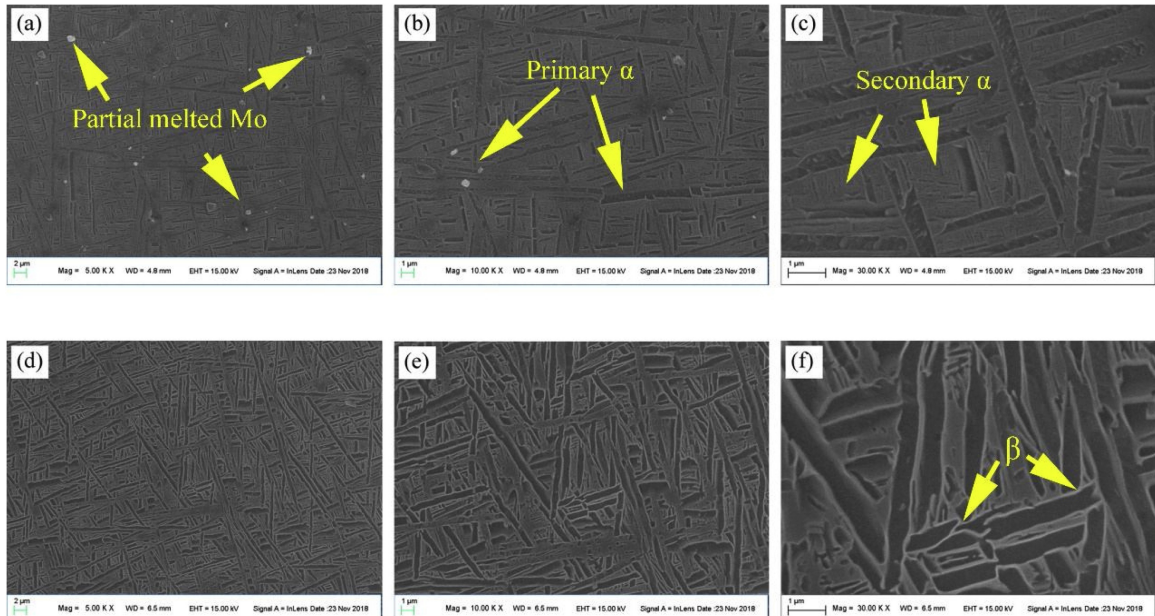 (a)
Partial melted Mo
2 µm
Mag = 5.00 K X WD = 4.8 mm EHT = 15.00 kV Signal A = InLens Date :23 Nov 2018
(b)
Primary α
1 µm
Mag = 10.00 K X WD = 4.8 mm EHT = 15.00 kV Signal A = InLens Date :23 Nov 2018
(c)
Secondary α
1 µm
Mag = 30.00 K X WD = 4.8 mm EHT = 15.00 kV Signal A = InLens Date :23 Nov 2018
(d)
2 µm
Mag = 5.00 K X WD = 6.5 mm EHT = 15.00 kV Signal A = InLens Date :23 Nov 2018
(e)
1 µm
Mag = 10.00 K X WD = 6.5 mm EHT = 15.00 kV Signal A = InLens Date :23 Nov 2018
(f)
β
1 µm
Mag = 30.00 K X WD = 6.5 mm EHT = 15.00 kV Signal A = InLens Date :23 Nov 2018